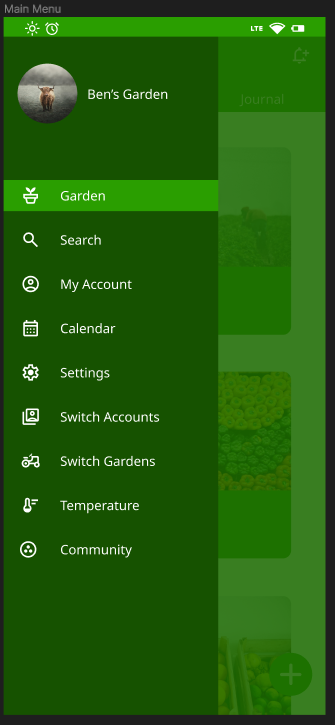 Main Menu
LTE
Ben's Garden
Journal
Garden
Search
My Account
Calendar
Settings
Switch Accounts
Switch Gardens
Temperature
Community